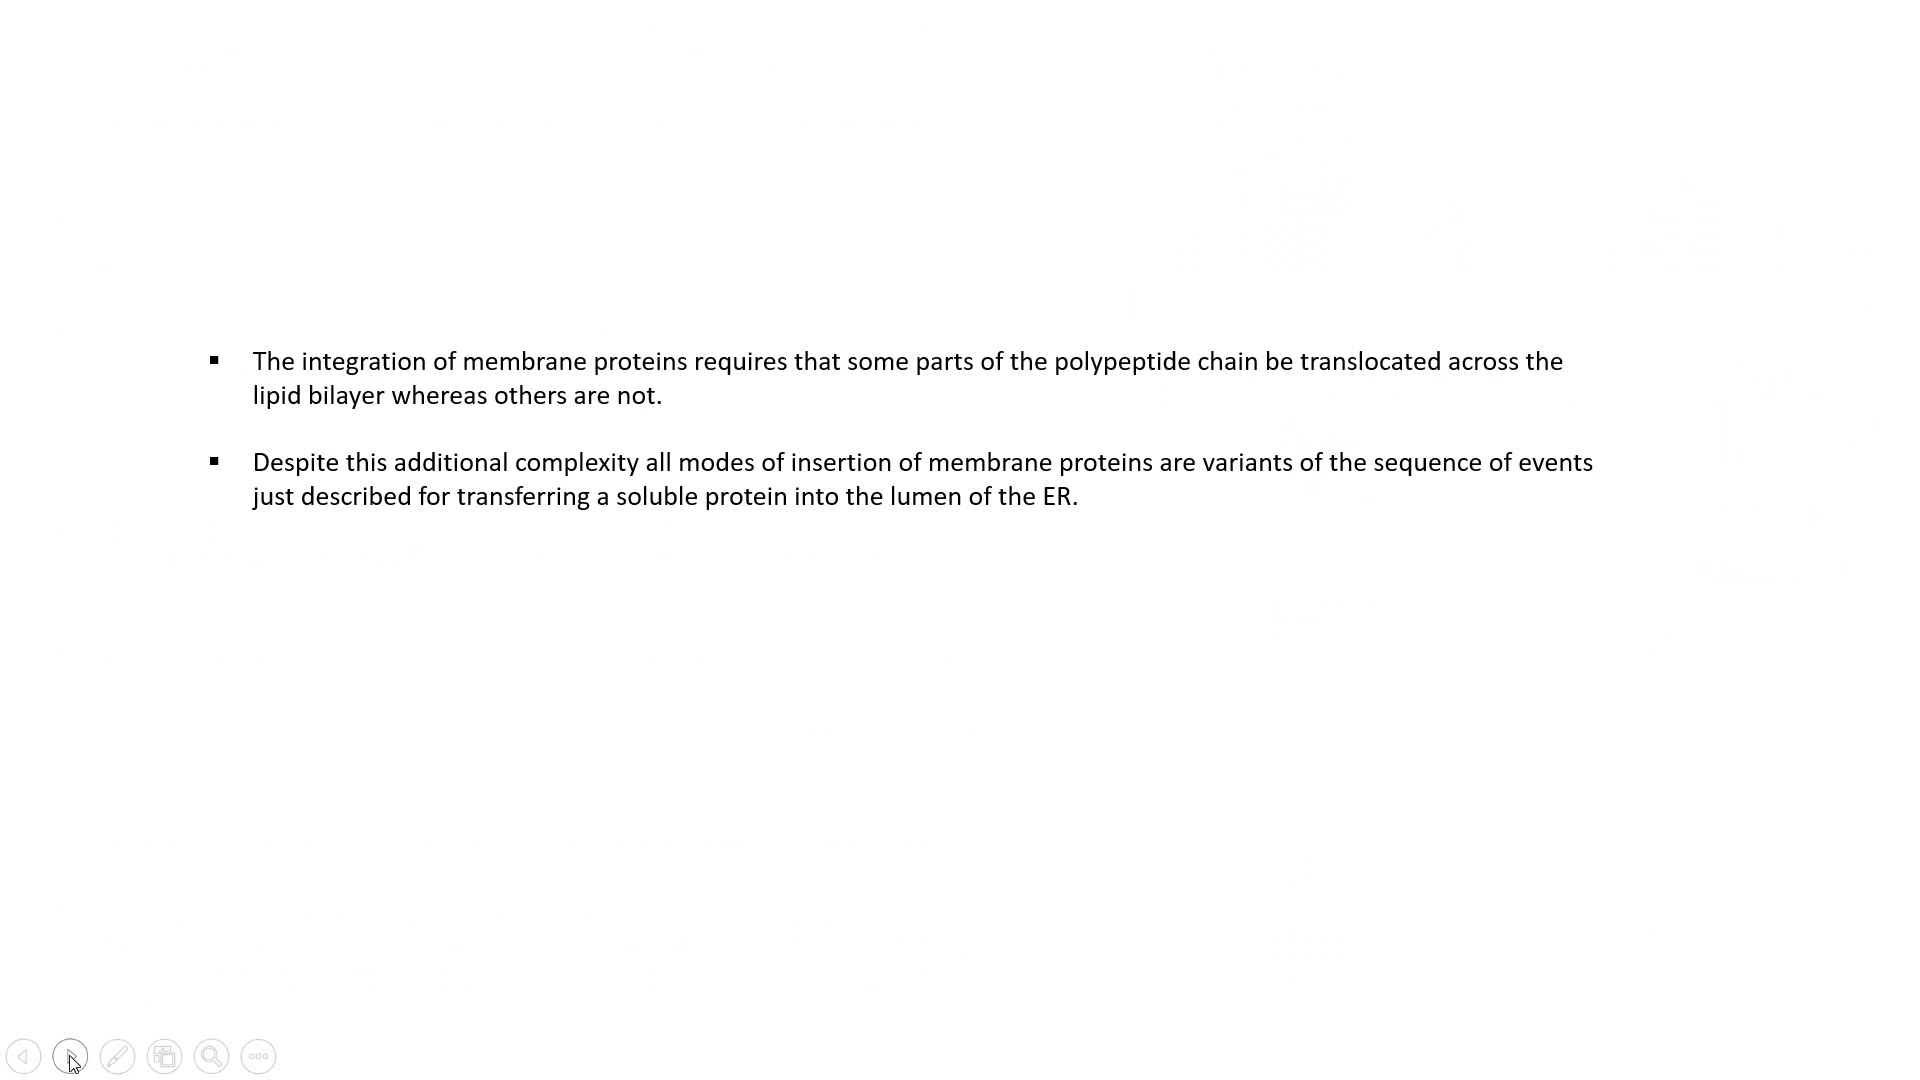 ▪ The integration of membrane proteins requires that some parts of the polypeptide chain be translocated across the
lipid bilayer whereas others are not.
▪ Despite this additional complexity all modes of insertion of membrane proteins are variants of the sequence of events
just described for transferring a soluble protein into the lumen of the ER.